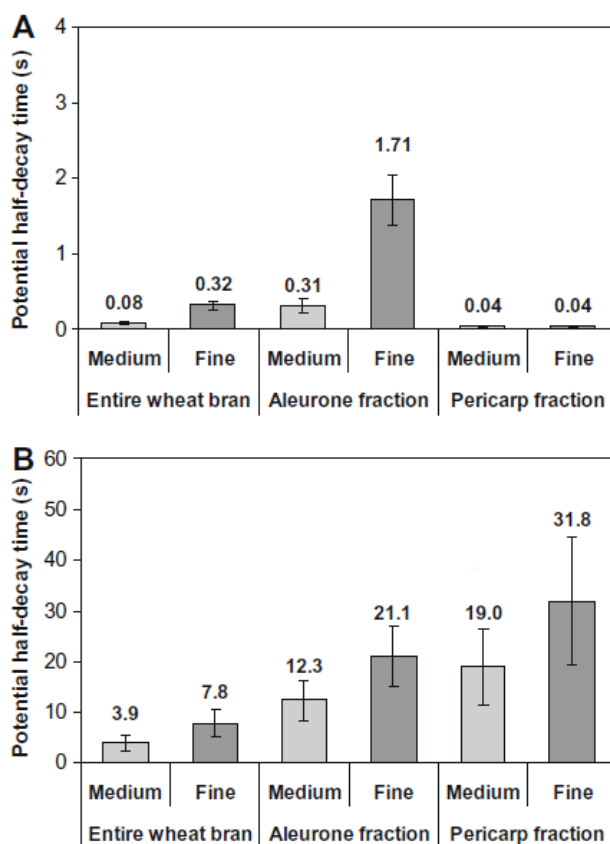 A
Potential half-decay time (s)
4
3
2
1
0
0.08
0.32
0.31
1.71
0.04
0.04
Medium
Fine
Medium
Fine
Medium
Fine
Entire wheat bran
Aleurone fraction
Pericarp fraction
B
Potential half-decay time (s)
60
50
40
30
20
10
0
3.9
7.8
12.3
21.1
19.0
31.8
Medium
Fine
Medium
Fine
Medium
Fine
Entire wheat bran
Aleurone fraction
Pericarp fraction